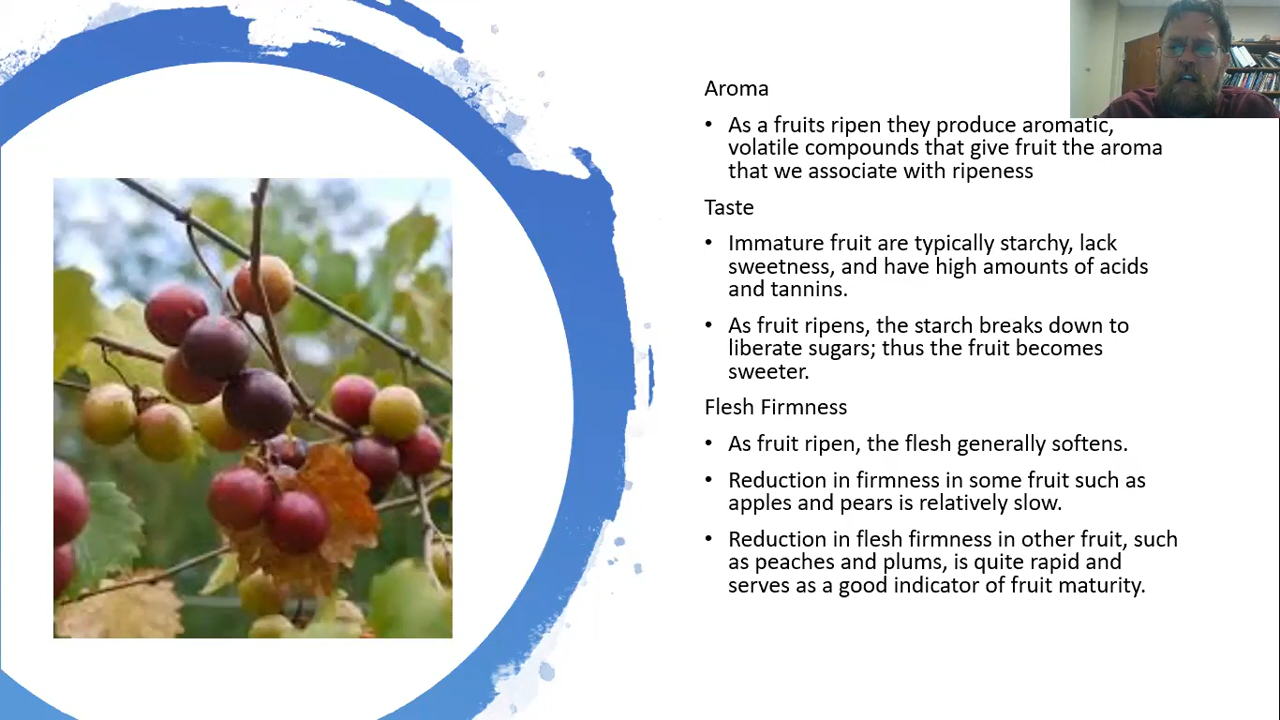 Aroma
• As a fruits ripen they produce aromatic,
volatile compounds that give fruit the aroma
that we associate with ripeness
Taste
• Immature fruit are typically starchy, lack
sweetness, and have high amounts of acids
and tannins.
• As fruit ripens, the starch breaks down to
liberate sugars; thus the fruit becomes
sweeter.
Flesh Firmness
• As fruit ripen, the flesh generally softens.
• Reduction in firmness in some fruit such as
apples and pears is relatively slow.
• Reduction in flesh firmness in other fruit, such
as peaches and plums, is quite rapid and
serves as a good indicator of fruit maturity.